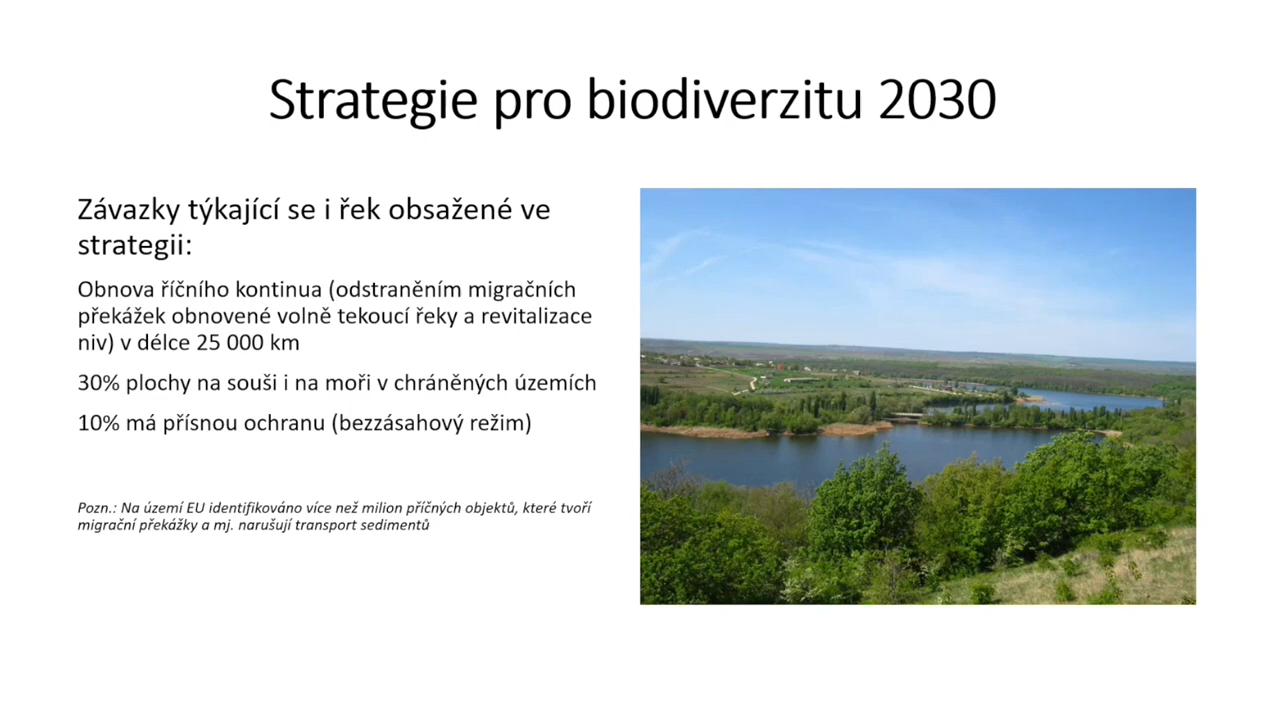 Strategie pro biodiverzitu 2030
Závazky týkající se i řek obsažené ve
strategii:
Obnova říčního kontinua (odstraněním migračních
překážek obnovené volně tekoucí řeky a revitalizace
niv) v délce 25 000 km
30% plochy na souši i na moři v chráněných územích
10% má přísnou ochranu (bezzásahový režim)
Pozn.: Na území EU identifikováno více než milion příčných objektů, které tvoří
migrační překážky a mj. narušují transport sedimentů